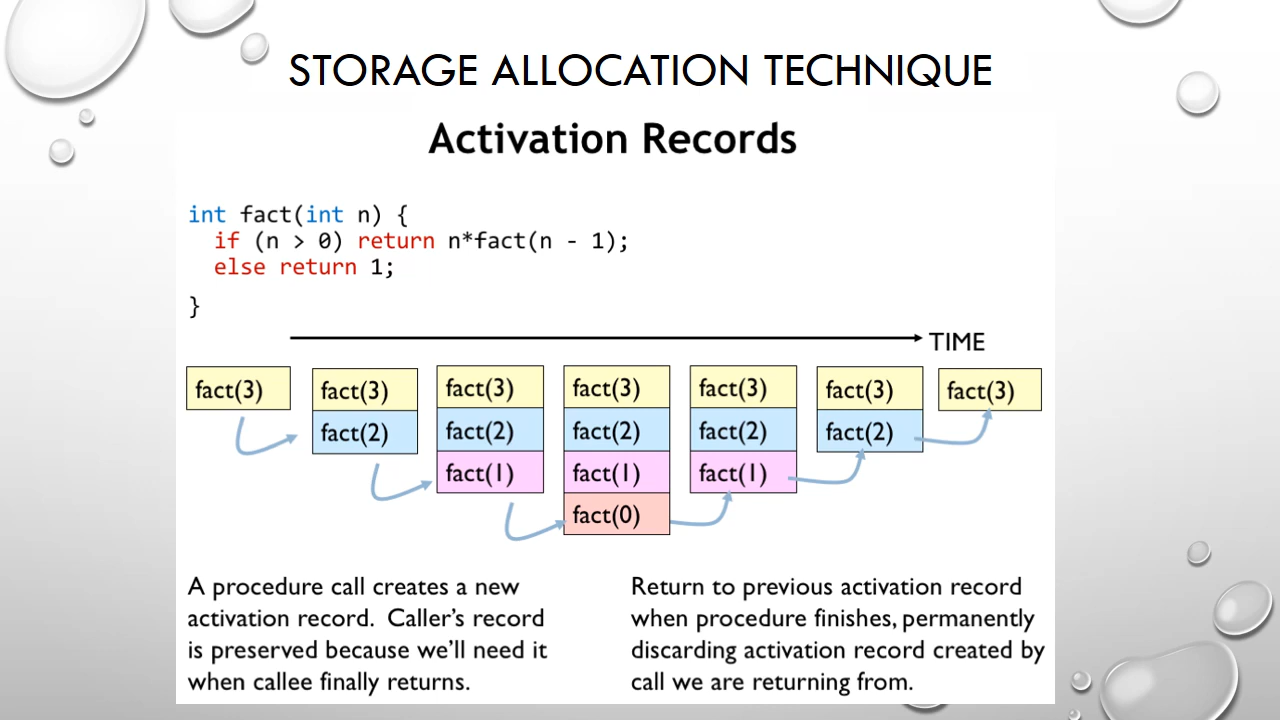 STORAGE ALLOCATION TECHNIQUE
Activation Records
int fact(int n) {
if (n > 0) return n*fact(n - 1);
else return 1;
}
TIME
fact(3)
fact(3)
fact(2)
fact(3)
fact(2)
fact(1)
fact(3)
fact(2)
fact(1)
fact(0)
fact(3)
fact(2)
fact(1)
fact(3)
fact(2)
fact(3)
A procedure call creates a new
activation record. Caller's record
is preserved because we'll need it
when callee finally returns.
Return to previous activation record
when procedure finishes, permanently
discarding activation record created by
call we are returning from.